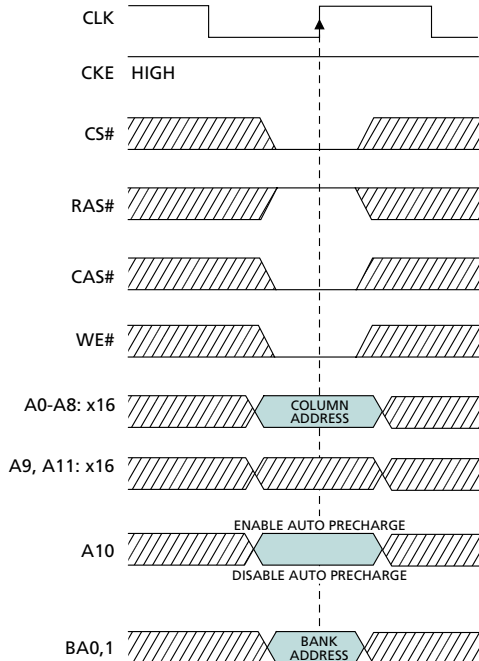 CLK
CKE HIGH
CS#
RAS#
CAS#
WE#
A0-A8: x16
COLUMN
ADDRESS
A9, A11: x16
ENABLE AUTO PRECHARGE
A10
DISABLE AUTO PRECHARGE
BA0,1
BANK
ADDRESS